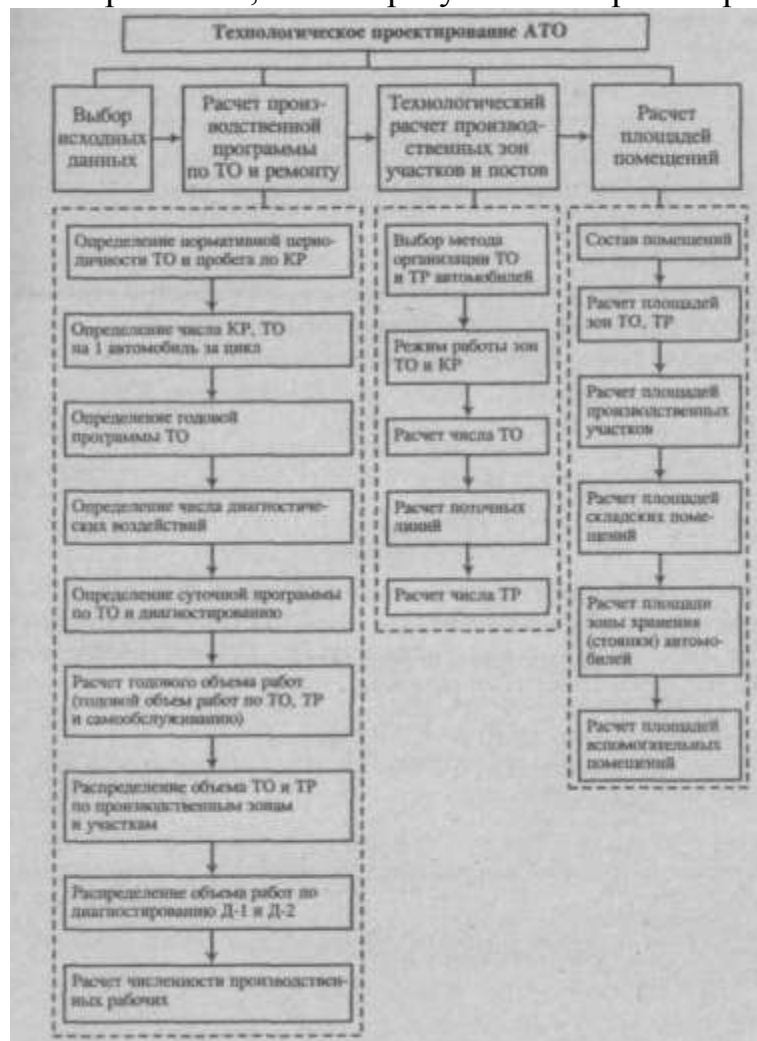 Технологическое проектирование АТО
Выбор
исходных
данных
Расчет произ-
водственной
программы
по ТО и ремонту
Технологический
расчет производ-
ственных зон
участков и постов
Расчет
площадей
помещений
Определение нормативной перио-
дичности ТО и пробега до КР
Определение числа КР, ТО
на 1 автомобиль за цикл
Определение годовой
программы ТО
Определение числа диагностиче-
ских воздействий
Определение суточной программы
по ТО и диагностированию
Расчет годового объема работ
(годовой объем работ по ТО, ТР
и самообслуживанию)
Распределение объема ТО и ТР
по производственным зонам
и участкам
Распределение объема работ по
диагностированию Д-1 и Д-2
Расчет численности производствен-
ных рабочих
Выбор метода
организации ТО
и ТР автомобилей
Режим работы зон
ТО и КР
Расчет числа ТО
Расчет поточных
линий
Расчет числа ТР
Состав помещений
Расчет площадей
зон ТО, ТР
Расчет площадей
производственных
участков
Расчет площадей
складских поме-
щений
Расчет площади
зоны хранения
(стоянки) автомо-
билей
Расчет площадей
вспомогательных
помещений